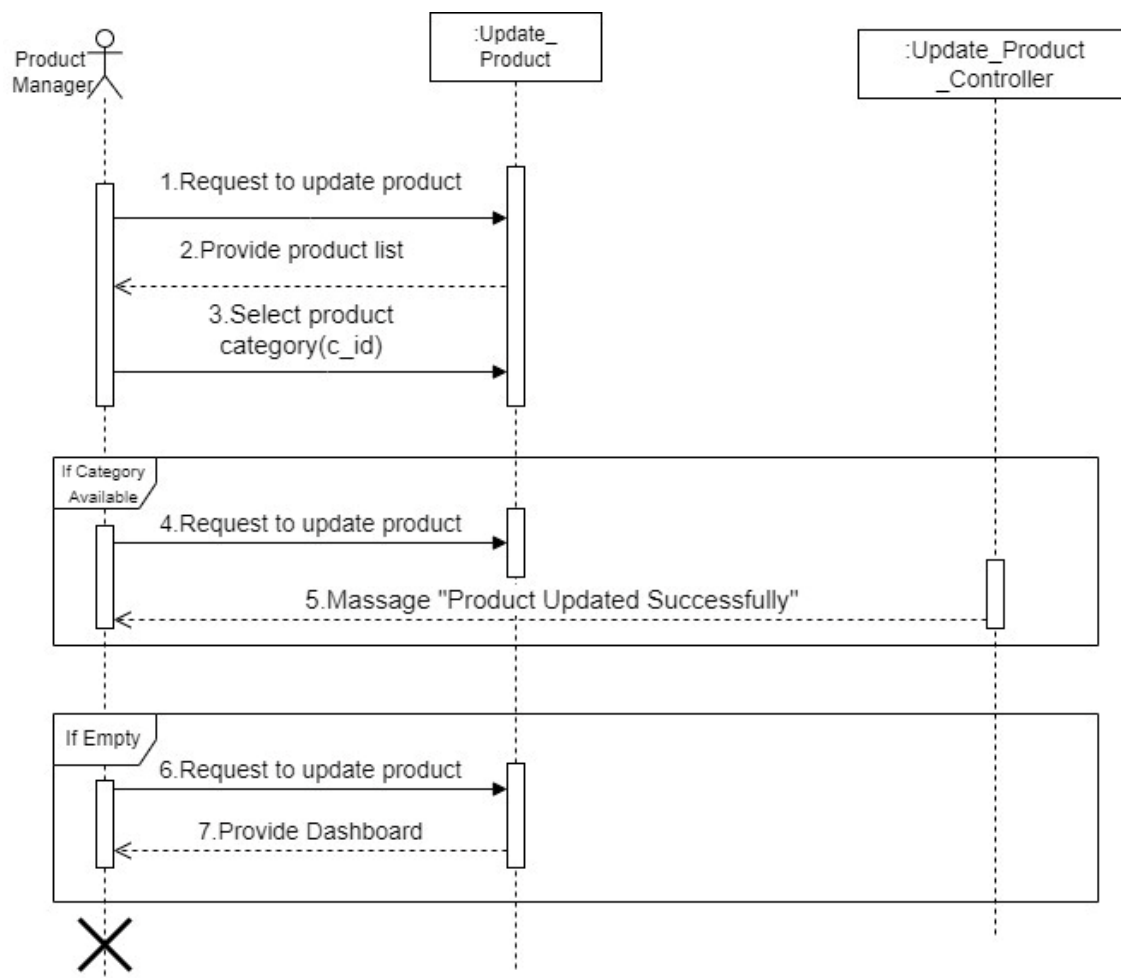 Product
Manager
:Update_
Product
:Update_Product
_Controller
1.Request to update product
2.Provide product list
3.Select product
category(c_id)
If Category
Available
4.Request to update product
5.Massage "Product Updated Successfully"
If Empty
6.Request to update product
7.Provide Dashboard